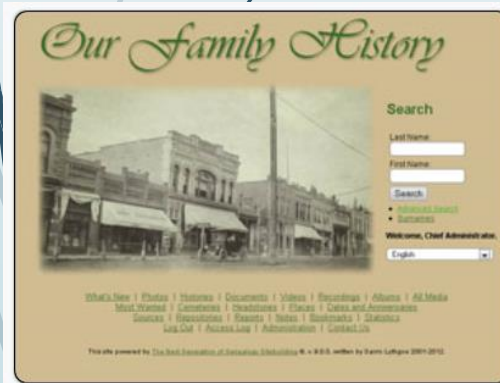 Our Family History
Search
Last Name:
First Name:
Search
Advanced Search
Surnames
Welcome, Chief Administrator.
English
What's New | Photos | Histories | Documents | Videos | Recordings | Albums | All Media
Most Wanted | Cemeteries | Headstones | Places | Dates and Anniversaries
Sources | Repositories | Reports | Notes | Bookmarks | Statistics
Log Out | Access Log | Administration | Contact Us
This site powered by The Next Generation of Genealogy Sitebuilding ©, v. 9.0.0, written by Darrin Lythgoe 2001-2012.